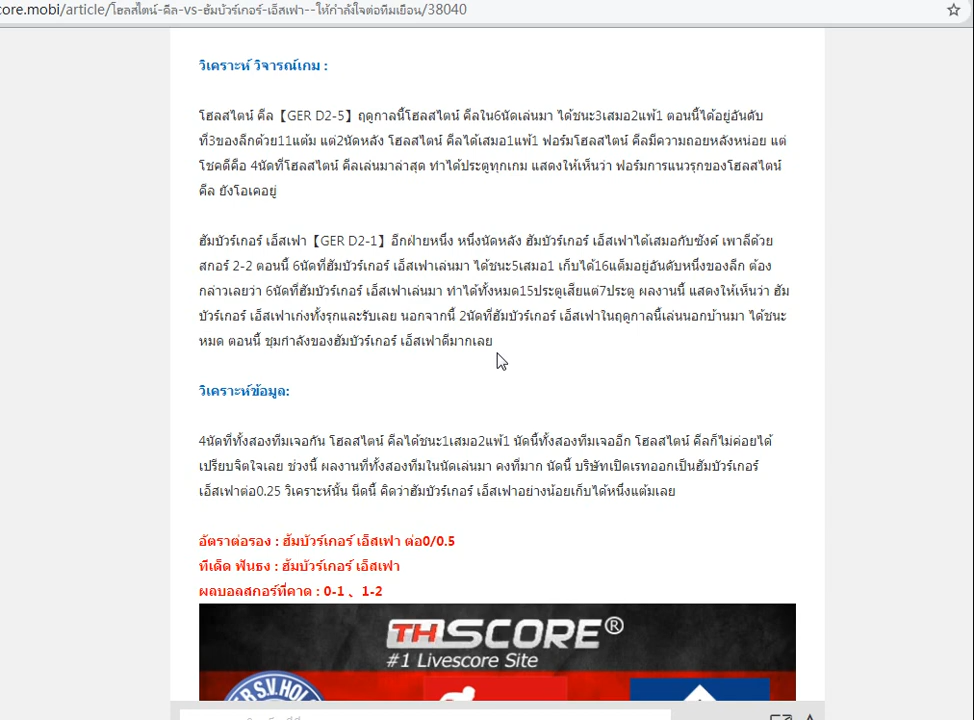 core.mobi/article/โฮลสไตน์-คีล-vs-ฮัมบัวร์เกอร์-เอ็สเฟา--ให้กำลังใจต่อทีมเยือน/38040
วิเคราะห์ วิจารณ์เกม :
โฮลสไตน์ คีล【GER D2-5】ฤดูกาลนี้โฮลสไตน์ คีลใน6นัดเล่นมา ได้ชนะ3เสมอ2แพ้1 ตอนนี้ได้อยู่อันดับ
ที่3ของลีกด้วย11แต้ม แต่2นัดหลัง โฮลสไตน์ คีลได้เสมอ1แพ้1 ฟอร์มโฮลสไตน์ คีลมีความถอยหลังหน่อย แต่
โชคดีคือ 4นัดที่โฮลสไตน์ คีลเล่นมาล่าสุด ทำได้ประตูทุกเกม แสดงให้เห็นว่า ฟอร์มการแนวรุกของโฮลสไตน์
คีล ยังโอเคอยู่
ฮัมบัวร์เกอร์ เอ็สเฟา【GER D2-1】อีกฝ่ายหนึ่ง หนึ่งนัดหลัง ฮัมบัวร์เกอร์ เอ็สเฟาได้เสมอกับซังค์ เพาลีด้วย
สกอร์ 2-2 ตอนนี้ 6นัดที่ฮัมบัวร์เกอร์ เอ็สเฟาเล่นมา ได้ชนะ5เสมอ1 เก็บได้16แต็มอยู่อันดับหนึ่งของลีก ต้อง
กล่าวเลยว่า 6นัดที่ฮัมบัวร์เกอร์ เอ็สเฟาเล่นมา ทำได้ทั้งหมด15ประตูเสียแต่7ประตู ผลงานนี้ แสดงให้เห็นว่า ฮัม
บัวร์เกอร์ เอ็สเฟาเก่งทั้งรุกและรับเลย นอกจากนี้ 2นัดที่ฮัมบัวร์เกอร์ เอ็สเฟาในฤดูกาลนี้เล่นนอกบ้านมา ได้ชนะ
หมด ตอนนี้ ขุมกำลังของฮัมบัวร์เกอร์ เอ็สเฟาดีมากเลย
วิเคราะห์ข้อมูล:
4นัดที่ทั้งสองทีมเจอกัน โฮลสไตน์ คีลได้ชนะ1เสมอ2แพ้1 นัดนี้ทั้งสองทีมเจออีก โฮลสไตน์ คีลก็ไม่ค่อยได้
เปรียบจิตใจเลย ช่วงนี้ ผลงานที่ทั้งสองทีมในนัดเล่นมา คงที่มาก นัดนี้ บริษัทเปิดเรทออกเป็นฮัมบัวร์เกอร์
เอ็สเฟาต่อ0.25 วิเคราะห์นั้น นีดนี้ คิดว่าฮัมบัวร์เกอร์ เอ็สเฟาอย่างน้อยเก็บได้หนึ่งแต้มเลย
อัตราต่อรอง : ฮัมบัวร์เกอร์ เอ็สเฟา ต่อ0/0.5
ทีเด็ด ฟันธง : ฮัมบัวร์เกอร์ เอ็สเฟา
ผลบอลสกอร์ที่คาด : 0-1 、1-2
THSCORE®
#1 Livescore Site
R S.V. HOL